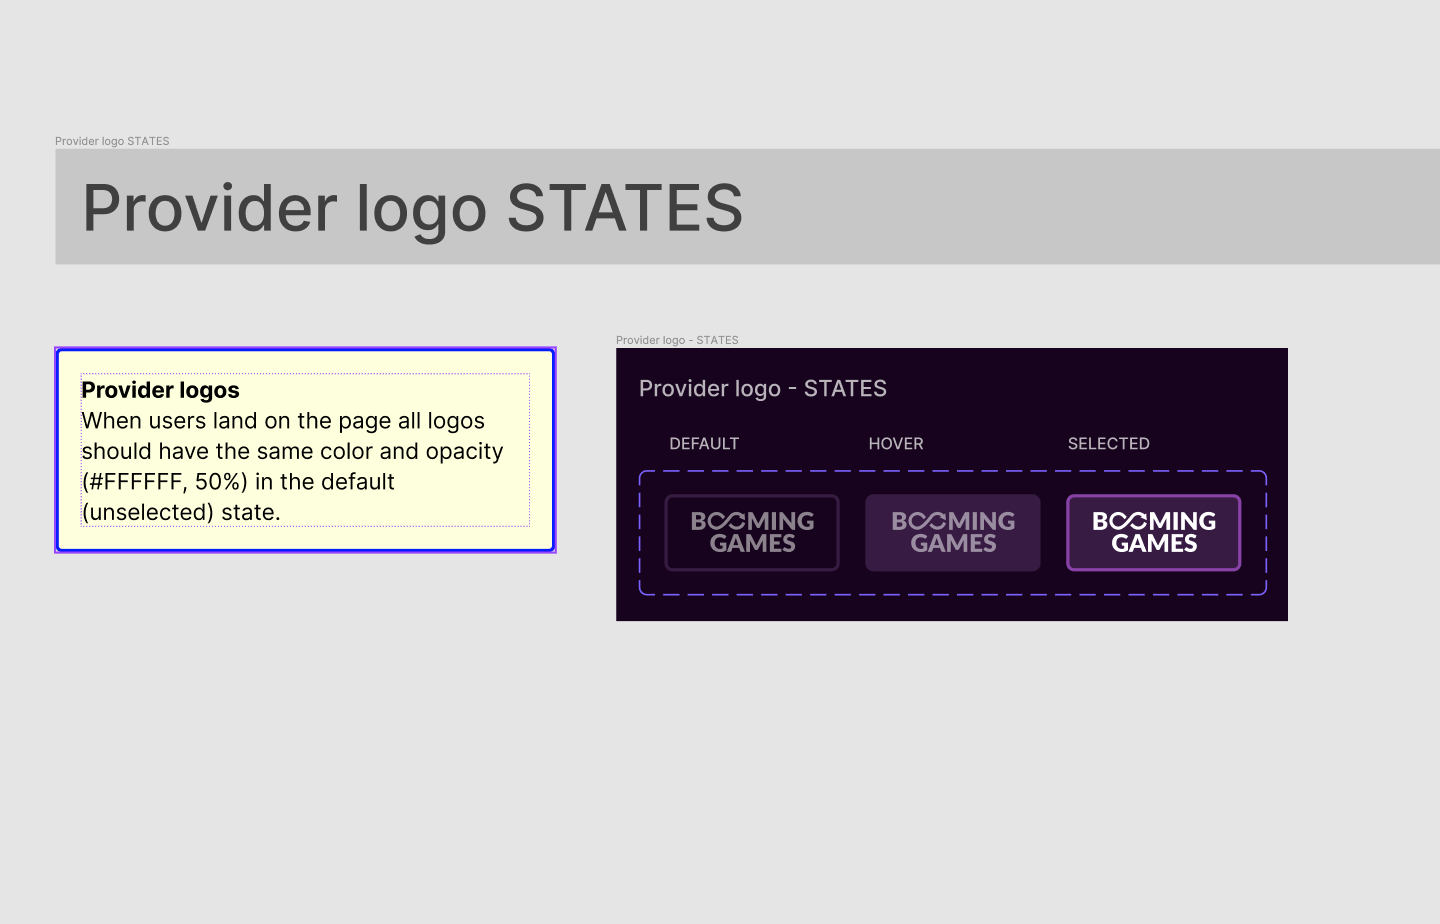 Provider logo STATES
Provider logo STATES
Provider logos
When users land on the page all logos
should have the same color and opacity
(#FFFFFF, 50%) in the default
(unselected) state.
Provider logo - STATES
Provider logo - STATES
DEFAULT
HOVER
SELECTED
BOOMING
GAMES
BOOMING
GAMES
BOOMING
GAMES